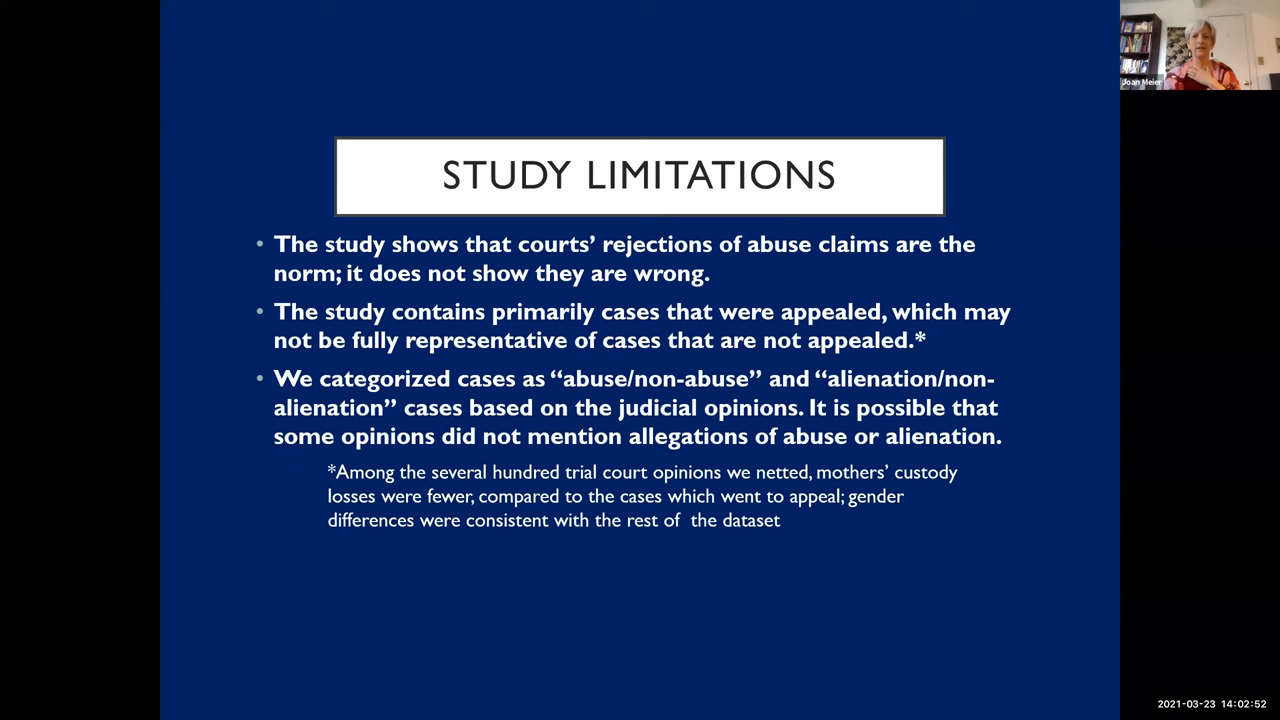 STUDY LIMITATIONS
• The study shows that courts’ rejections of abuse claims are the
norm; it does not show they are wrong.
• The study contains primarily cases that were appealed, which may
not be fully representative of cases that are not appealed.*
• We categorized cases as “abuse/non-abuse” and “alienation/non-
alienation” cases based on the judicial opinions. It is possible that
some opinions did not mention allegations of abuse or alienation.
*Among the several hundred trial court opinions we netted, mothers’ custody
losses were fewer, compared to the cases which went to appeal; gender
differences were consistent with the rest of the dataset
Joan Meier
2021-03-23 14:02:52